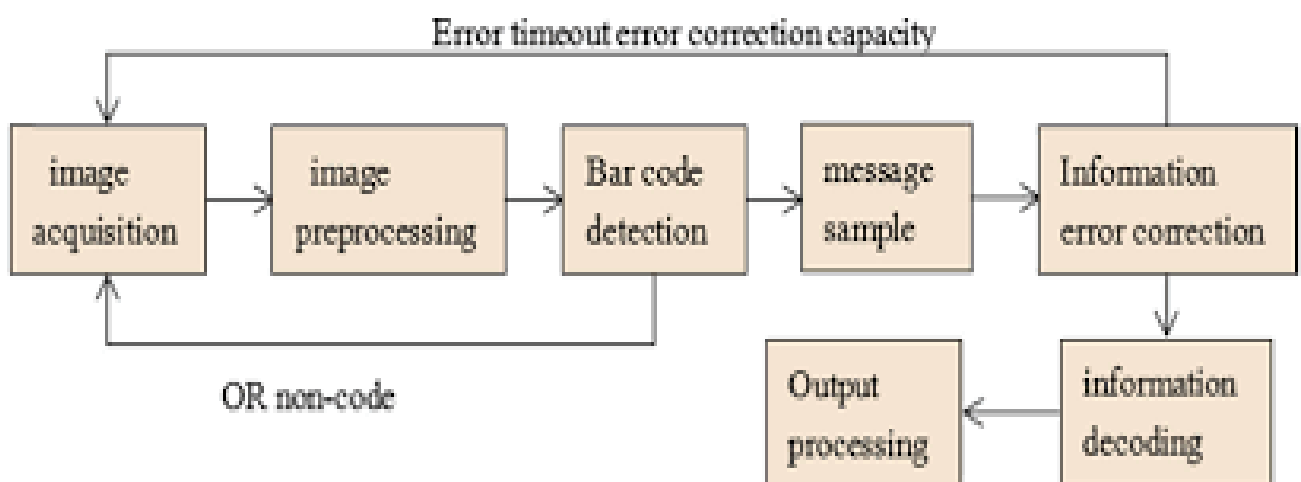 Error timeout error correction capacity
image
acquisition
image
preprocessing
Bar code
detection
message
sample
Information
error correction
OR non-code
Output
processing
information
decoding